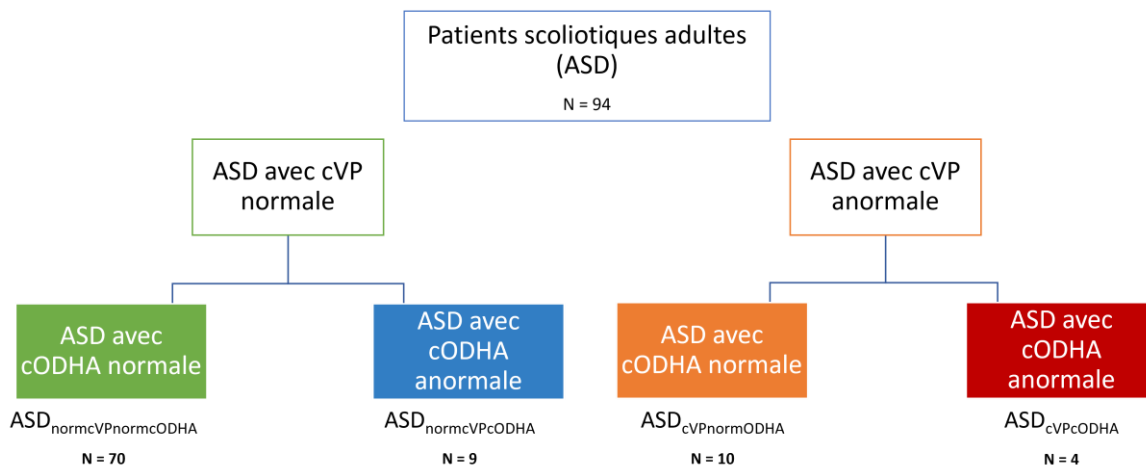 Patients scoliotiques adultes
(ASD)
N = 94
ASD avec cVP
normale
ASD avec cVP
anormale
ASD avec
cODHA normale
ASD avec
cODHA
anormale
ASD avec
cODHA normale
ASD avec
cODHA
anormale
ASDnormcVPnormcODHA
ASDnormcVPcODHA
ASDcVPnormODHA
ASDcVPcODHA
N = 70
N = 9
N = 10
N = 4